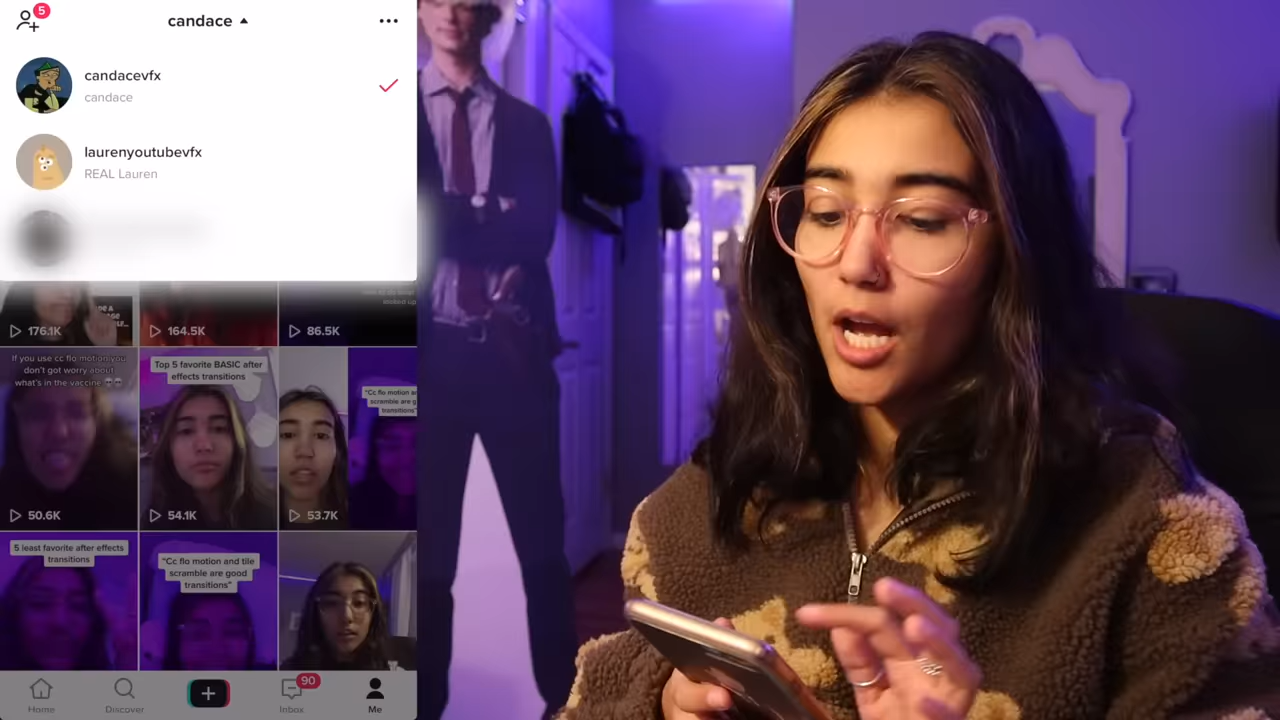 5
candace
candacevfx
candace
laurenyoutubevfx
REAL Lauren
176.1K
164.5K
86.5K
If you use cc flo motion you
don't got worry about
what's in the vaccine
Top 5 favorite BASIC after
effects transitions
"Cc flo motion an
scramble are g
transitions"
50.6K
54.1K
53.7K
5 least favorite after effects
transitions
"Cc flo motion and tile
scramble are good
transitions"
90
Home
Discover
Inbox
Me